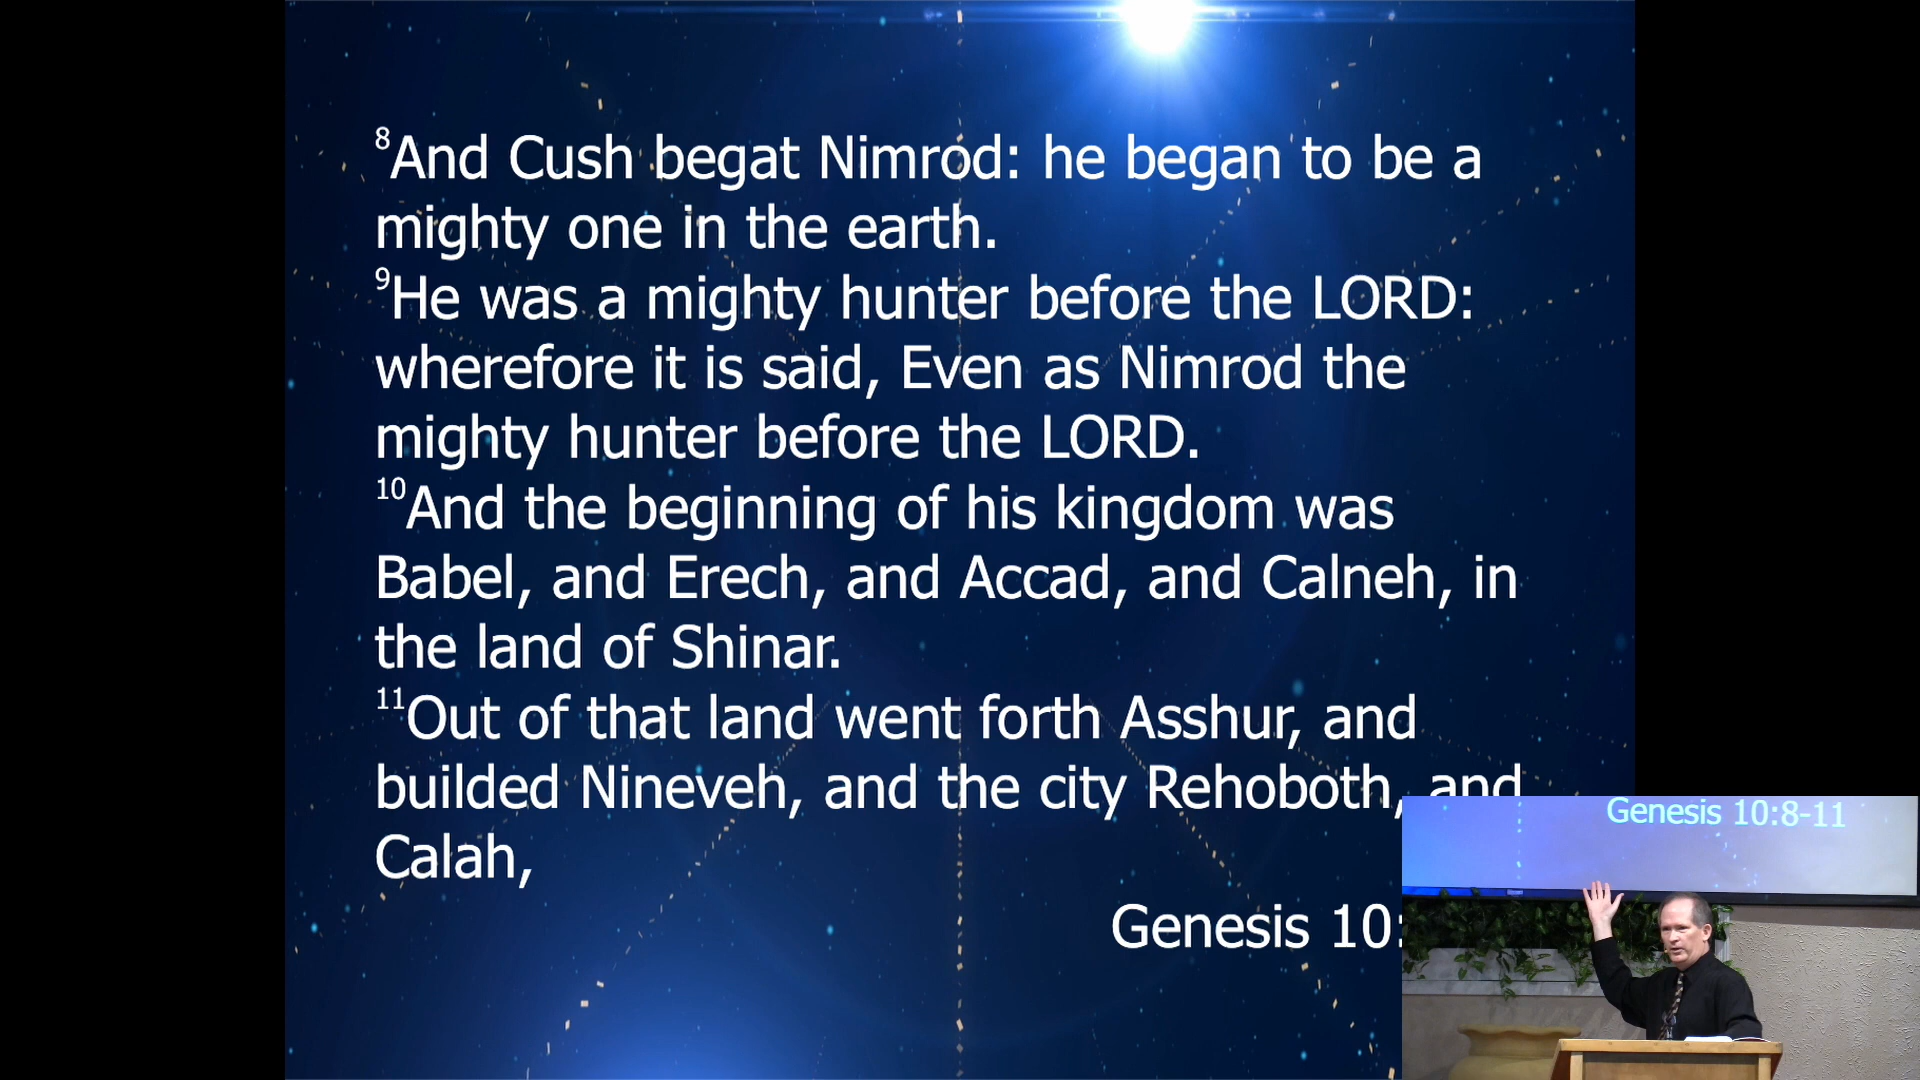 ⁸And Cush begat Nimrod: he began to be a
mighty one in the earth.
⁹He was a mighty hunter before the LORD:
wherefore it is said, Even as Nimrod the
mighty hunter before the LORD.
¹⁰And the beginning of his kingdom was
Babel, and Erech, and Accad, and Calneh, in
the land of Shinar.
¹¹Out of that land went forth Asshur, and
builded Nineveh, and the city Rehoboth, and
Calah,
Genesis 10:
Genesis 10:8-11